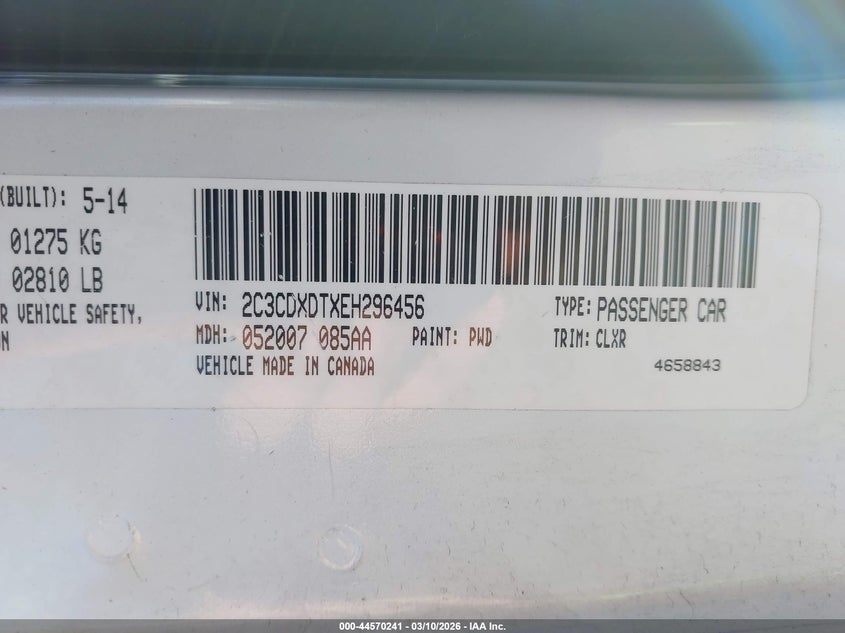 (BUILT): 5-14
01275 KG
02810 LB
R VEHICLE SAFETY,
N
VIN: 2C3CDXDTXEH296456 TYPE: PASSENGER CAR
MDH: 052007 085AA PAINT: PWD TRIM: CLXR
VEHICLE MADE IN CANADA 4658843
000-44570241 - 03/10/2026 - IAA Inc.